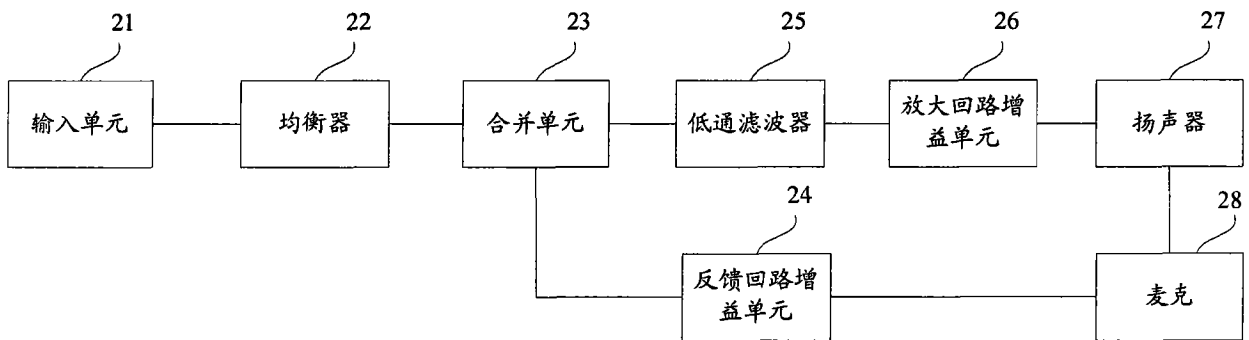 21
22
23
25
26
27
输入单元
均衡器
合并单元
低通滤波器
放大回路增
益单元
扬声器
24
28
反馈回路增
益单元
麦克